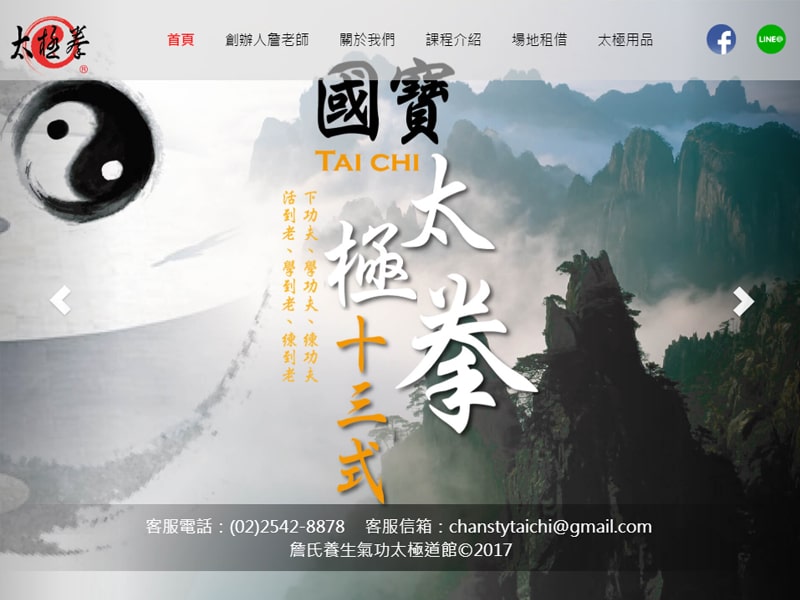 太極拳
®
首頁
創辦人詹老師
關於我們
課程介紹
場地租借
太極用品
LINE@
國寶
TAI CHI
太極拳
十三式
下功夫、學功夫、練功夫
活到老、學到老、練到老
客服電話：(02)2542-8878 客服信箱：chanstytaichi@gmail.com
詹氏養生氣功太極道館©2017